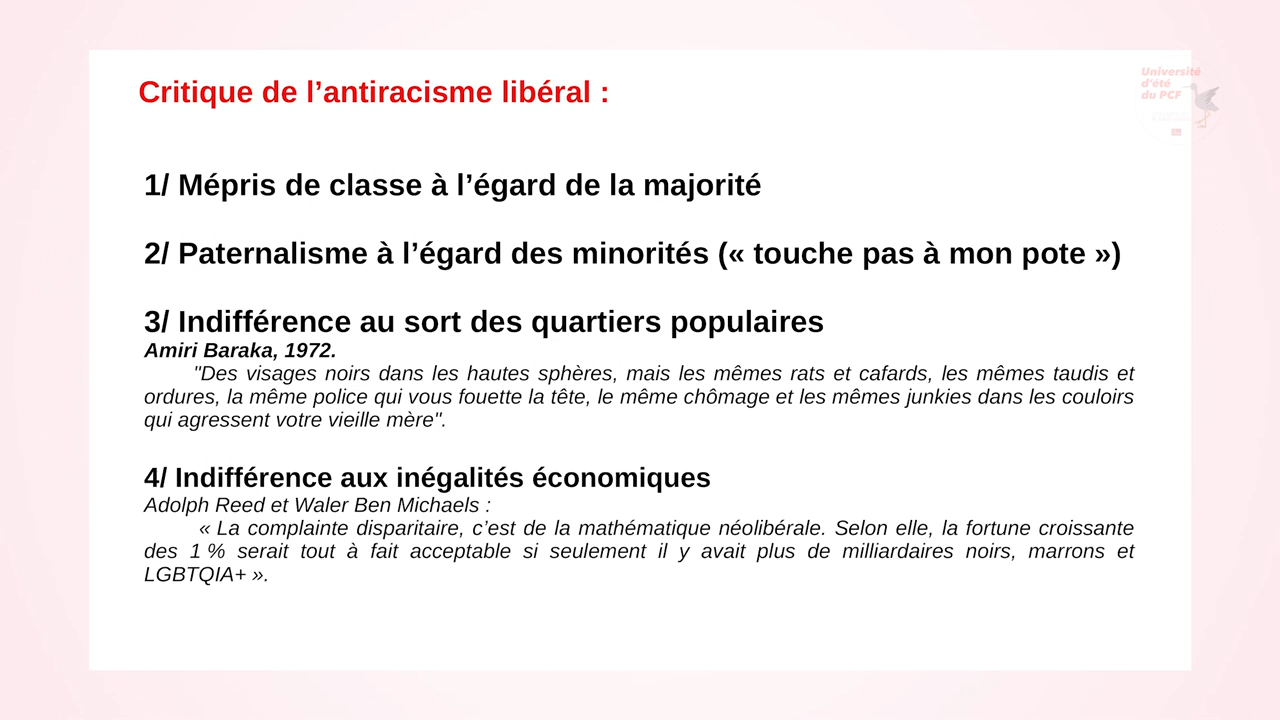 Critique de l’antiracisme libéral :
Université
d'été
du PCF
1/ Mépris de classe à l’égard de la majorité
2/ Paternalisme à l’égard des minorités (« touche pas à mon pote »)
3/ Indifférence au sort des quartiers populaires
Amiri Baraka, 1972.
"Des visages noirs dans les hautes sphères, mais les mêmes rats et cafards, les mêmes taudis et
ordures, la même police qui vous fouette la tête, le même chômage et les mêmes junkies dans les couloirs
qui agressent votre vieille mère".
4/ Indifférence aux inégalités économiques
Adolph Reed et Waler Ben Michaels :
« La complainte disparitaire, c’est de la mathématique néolibérale. Selon elle, la fortune croissante
des 1 % serait tout à fait acceptable si seulement il y avait plus de milliardaires noirs, marrons et
LGBTQIA+ ».